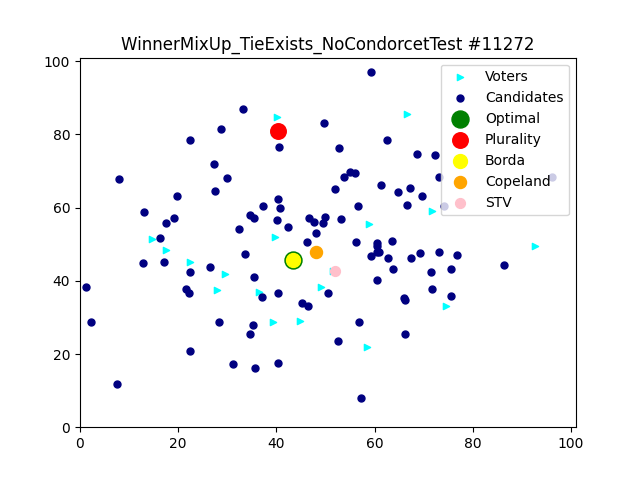 WinnerMixUp_TieExists_NoCondorcetTest #11272
100
80
60
40
20
0
0 20 40 60 80 100
Voters
Candidates
Optimal
Plurality
Borda
Copeland
STV